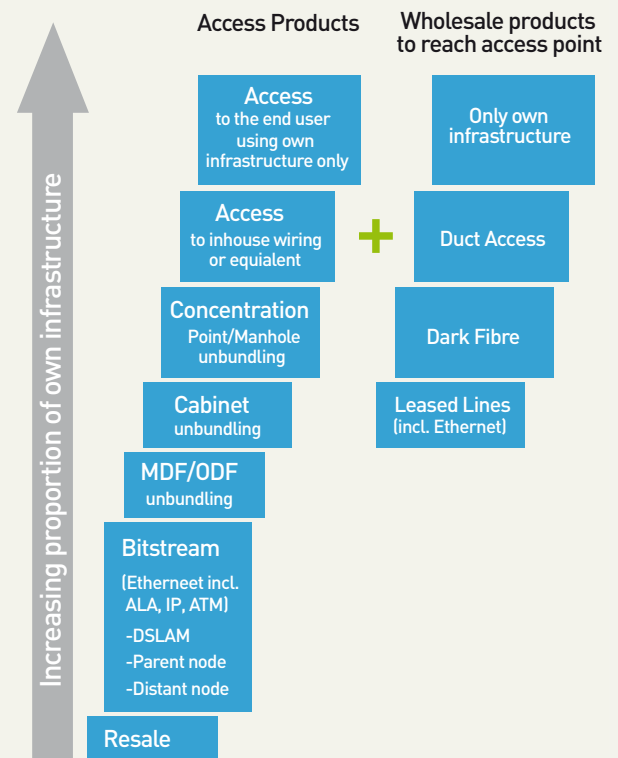 Access Products
Wholesale products
to reach access point
Increasing proportion of own infrastructure
Access
to the end user
using own
infrastructure only
Only own
infrastructure
Access
to inhouse wiring
or equialent
+
Duct Access
Concentration
Point/Manhole
unbundling
Dark Fibre
Cabinet
unbundling
Leased Lines
(incl. Ethernet)
MDF/ODF
unbundling
Bitstream
(Etherneet incl.
ALA, IP, ATM)
-DSLAM
-Parent node
-Distant node
Resale